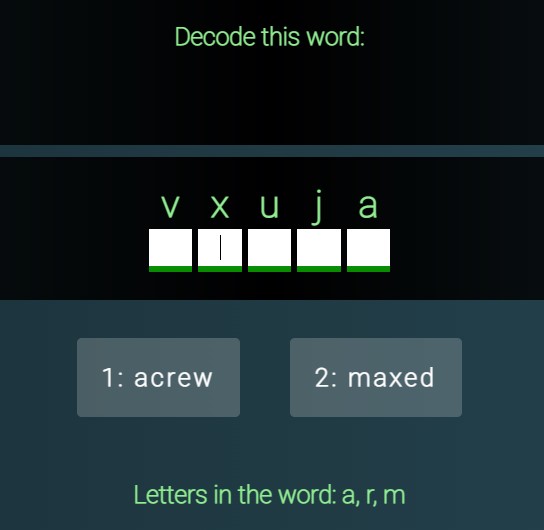 Decode this word:
v x u j a
1: acrew 2: maxed
Letters in the word: a, r, m